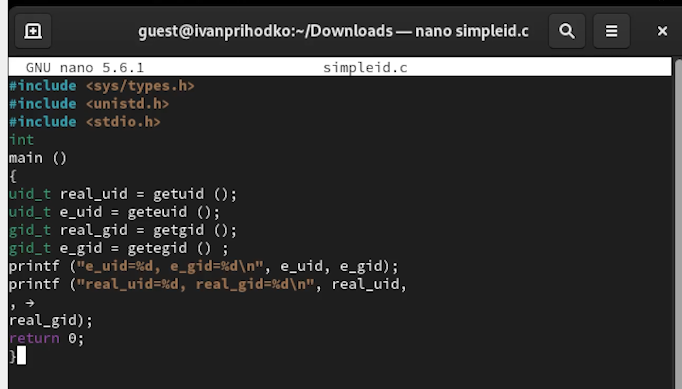 guest@ivanprihodko:~/Downloads — nano simpleid.c
GNU nano 5.6.1 simpleid.c
#include <sys/types.h>
#include <unistd.h>
#include <stdio.h>
int
main ()
{
uid_t real_uid = getuid ();
uid_t e_uid = geteuid ();
gid_t real_gid = getgid ();
gid_t e_gid = getegid () ;
printf ("e_uid=%d, e_gid=%d\n", e_uid, e_gid);
printf ("real_uid=%d, real_gid=%d\n", real_uid,
, →
real_gid);
return 0;
}